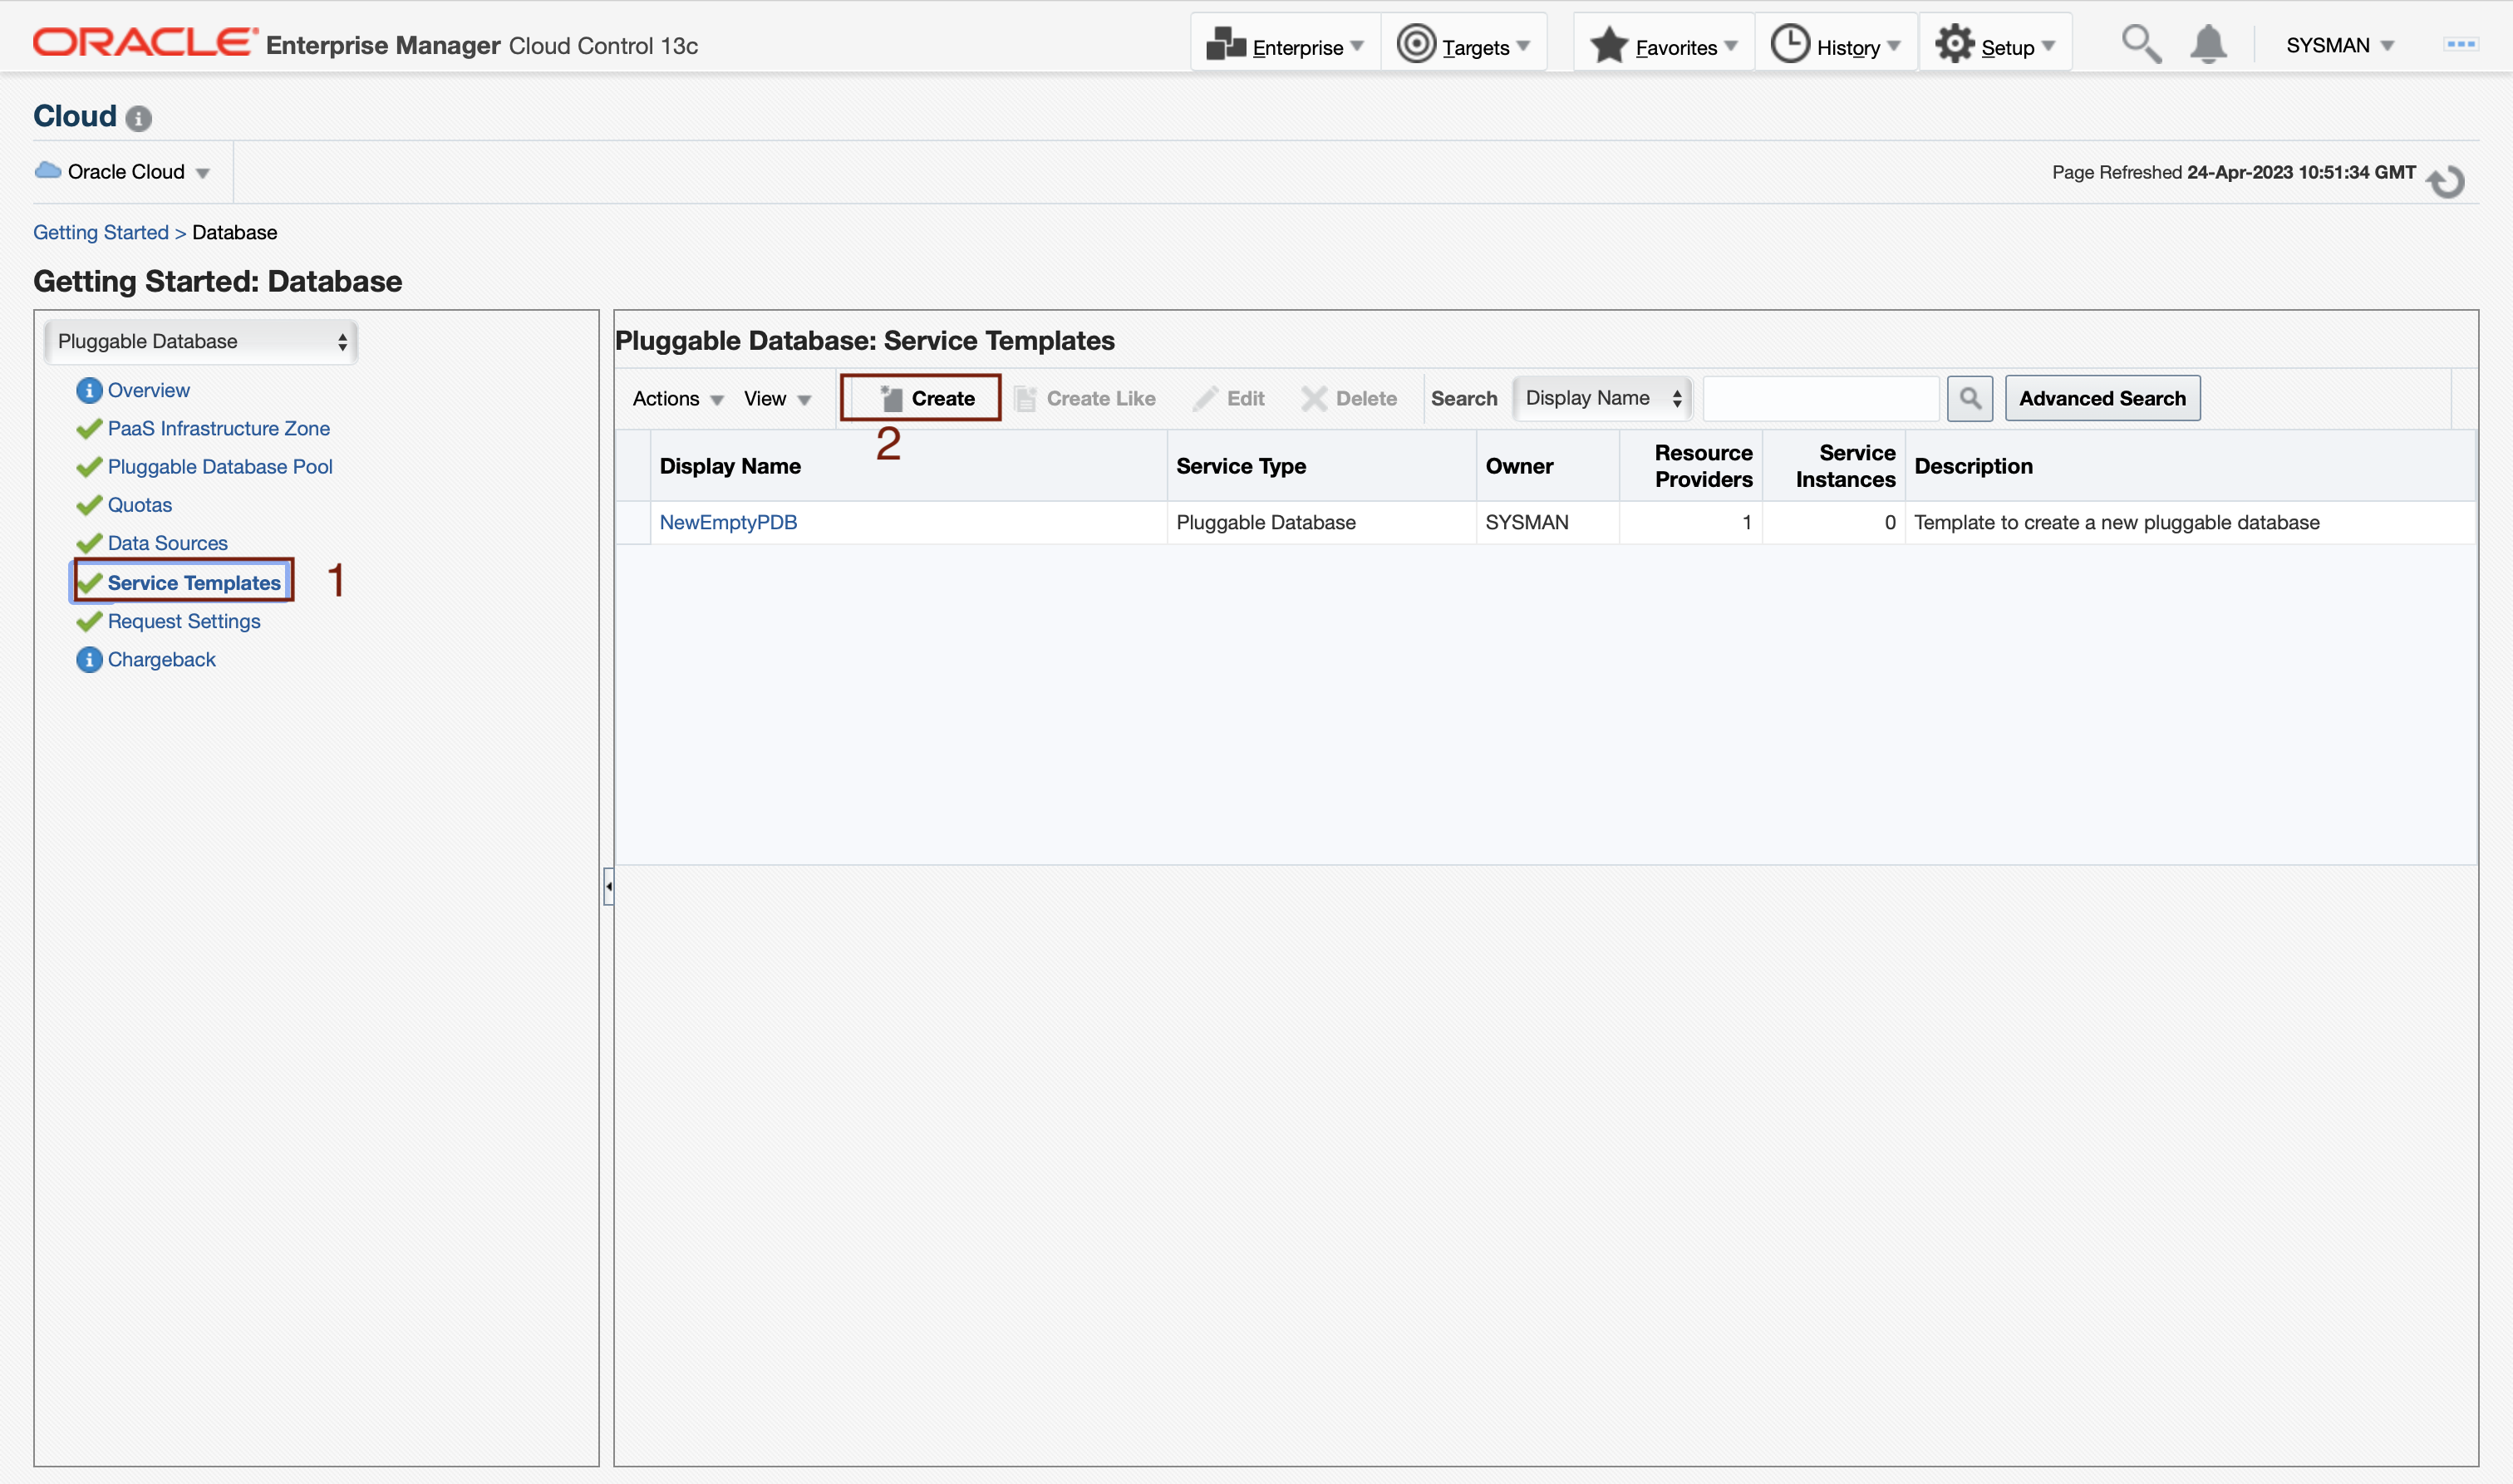 ORACLE Enterprise Manager Cloud Control 13c
Enterprise Targets Favorites History Setup SYSMAN
Cloud
Oracle Cloud
Page Refreshed 24-Apr-2023 10:51:34 GMT
Getting Started > Database
Getting Started: Database
Pluggable Database
Overview
PaaS Infrastructure Zone
Pluggable Database Pool
Quotas
Data Sources
Service Templates 1
Request Settings
Chargeback
Pluggable Database: Service Templates
Actions View Create Create Like Edit Delete Search Display Name Advanced Search
2
Display Name Service Type Owner Resource Providers Service Instances Description
NewEmptyPDB Pluggable Database SYSMAN 1 0 Template to create a new pluggable database